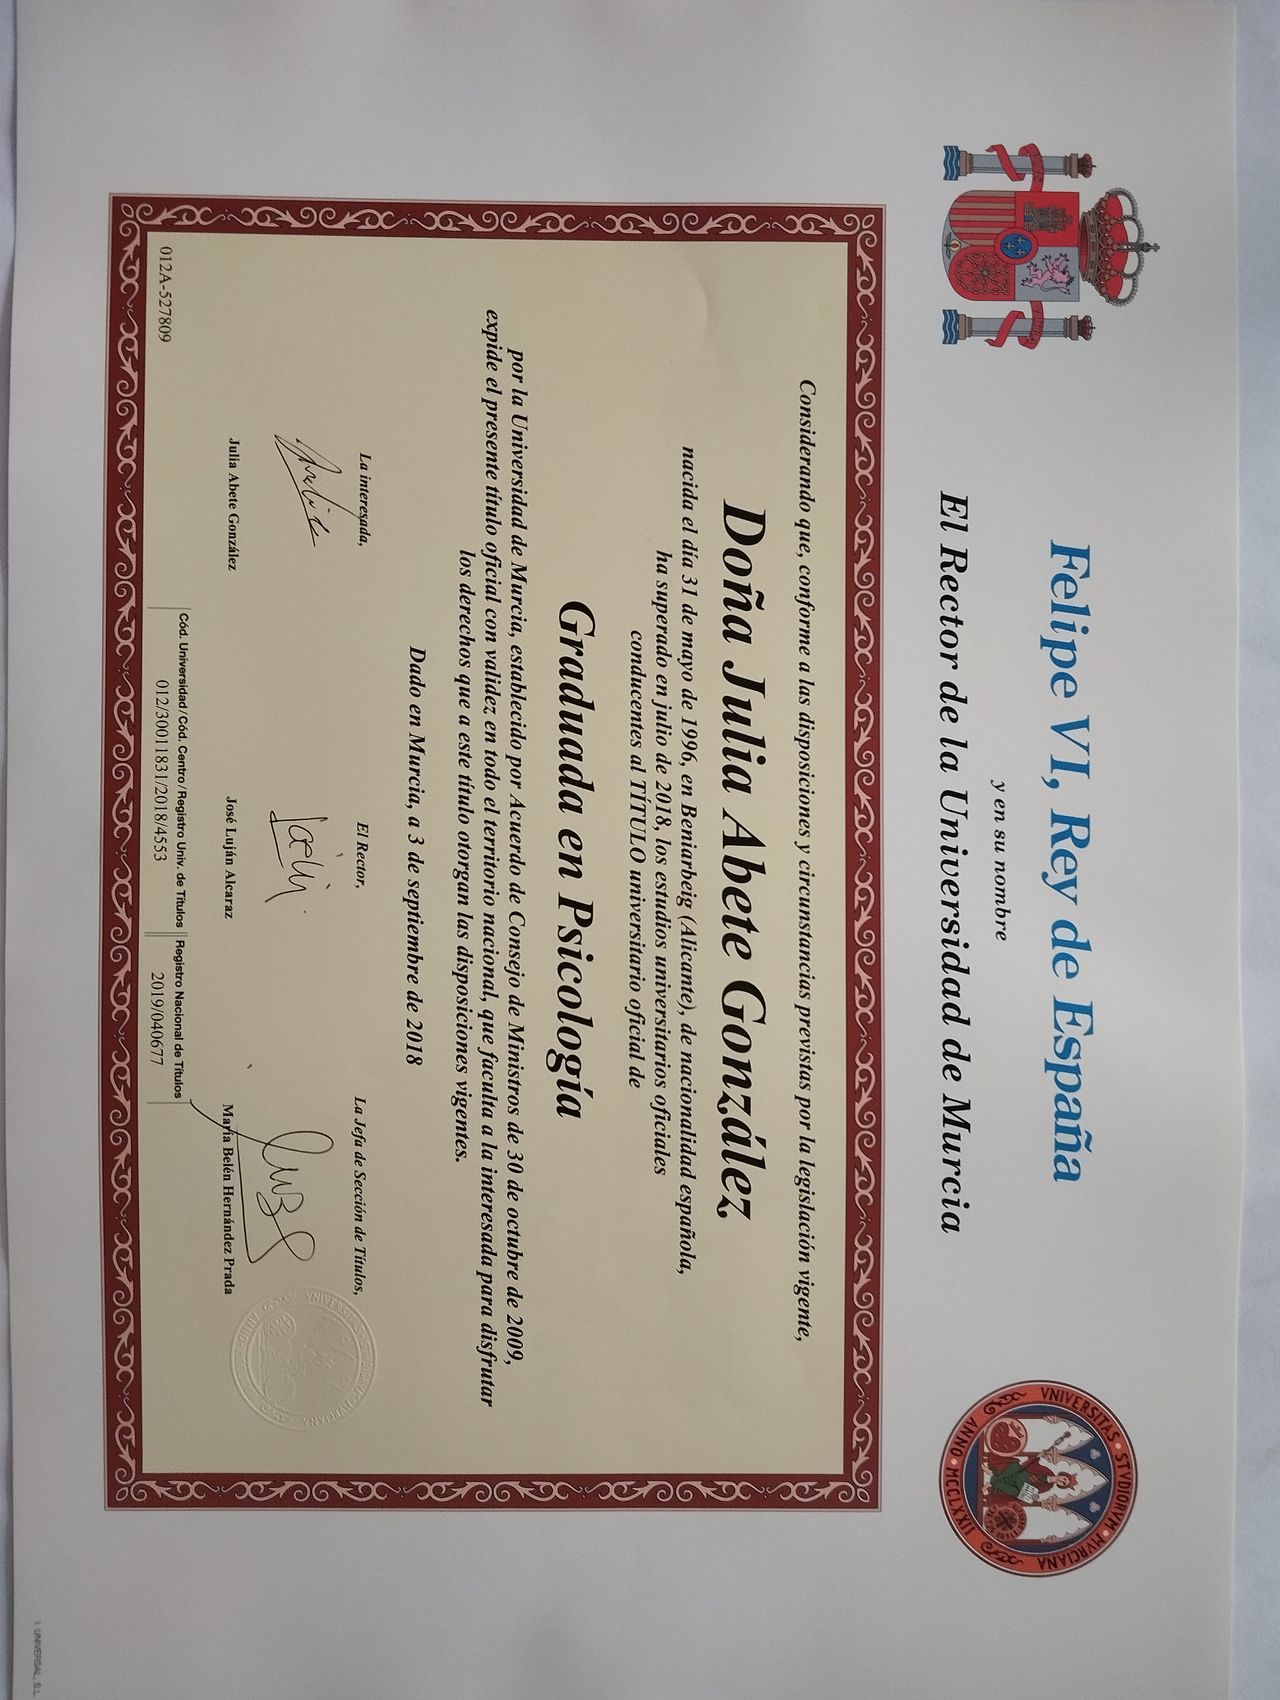 Felipe VI, Rey de España
y en su nombre
El Rector de la Universidad de Murcia
VNIVERSITAS STVDIORVM MVRCIANA
ANNO MCCLXXII
Considerando que, conforme a las disposiciones y circunstancias previstas por la legislación vigente,
Doña Julia Abete González
nacida el día 31 de mayo de 1996, en Beniarbeig (Alicante), de nacionalidad española,
ha superado en julio de 2018, los estudios universitarios oficiales
conducentes al TÍTULO universitario oficial de
Graduada en Psicología
por la Universidad de Murcia, establecido por Acuerdo de Consejo de Ministros de 30 de octubre de 2009,
expide el presente título oficial con validez en todo el territorio nacional, que faculta a la interesada para disfrutar
los derechos que a este título otorgan las disposiciones vigentes.
Dado en Murcia, a 3 de septiembre de 2018
La interesada,
El Rector,
La Jefa de Sección de Títulos,
Julia
Julia Abete González
José Luján Alcaraz
María Belén Hernández Prada
012A-527809
Cód. Universidad / Cód. Centro / Registro Univ. de Títulos
Registro Nacional de Títulos
012/30011831/2018/4553
2019/040677
I. UNIVERSAL, S.L.